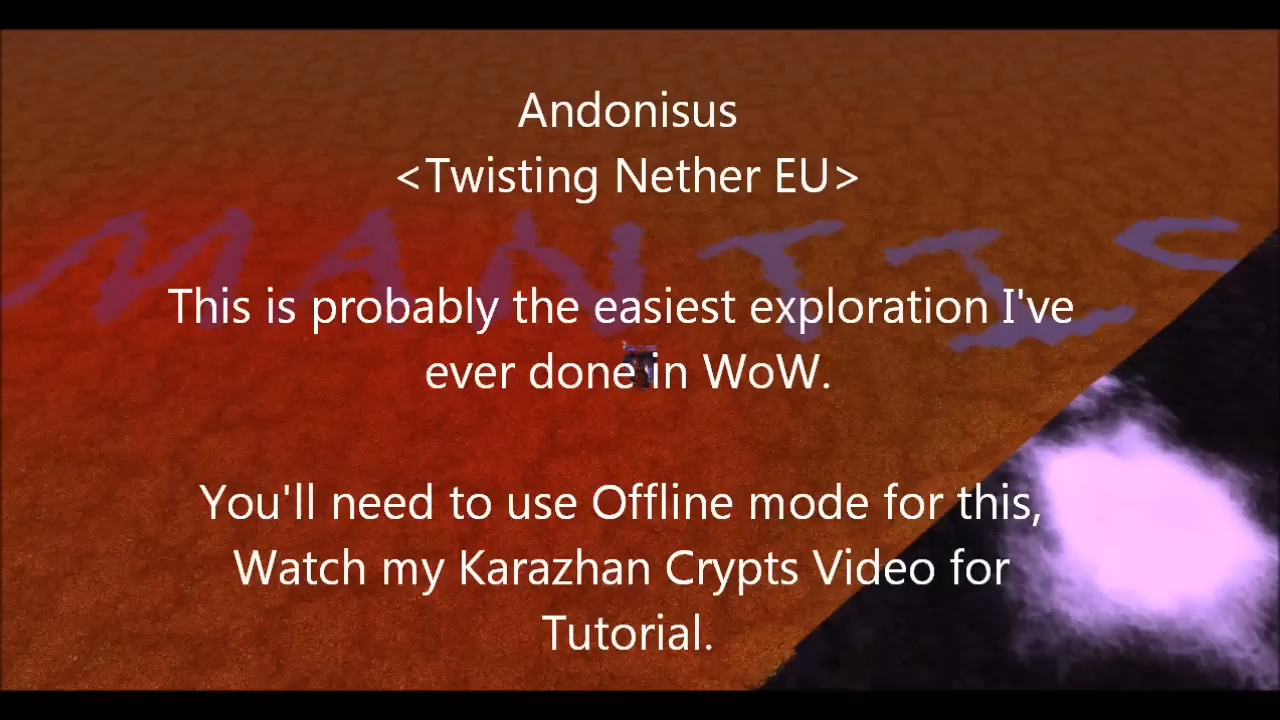 Andonisus
<Twisting Nether EU>
MANTIS
This is probably the easiest exploration I've
ever done in WoW.
You'll need to use Offline mode for this,
Watch my Karazhan Crypts Video for
Tutorial.